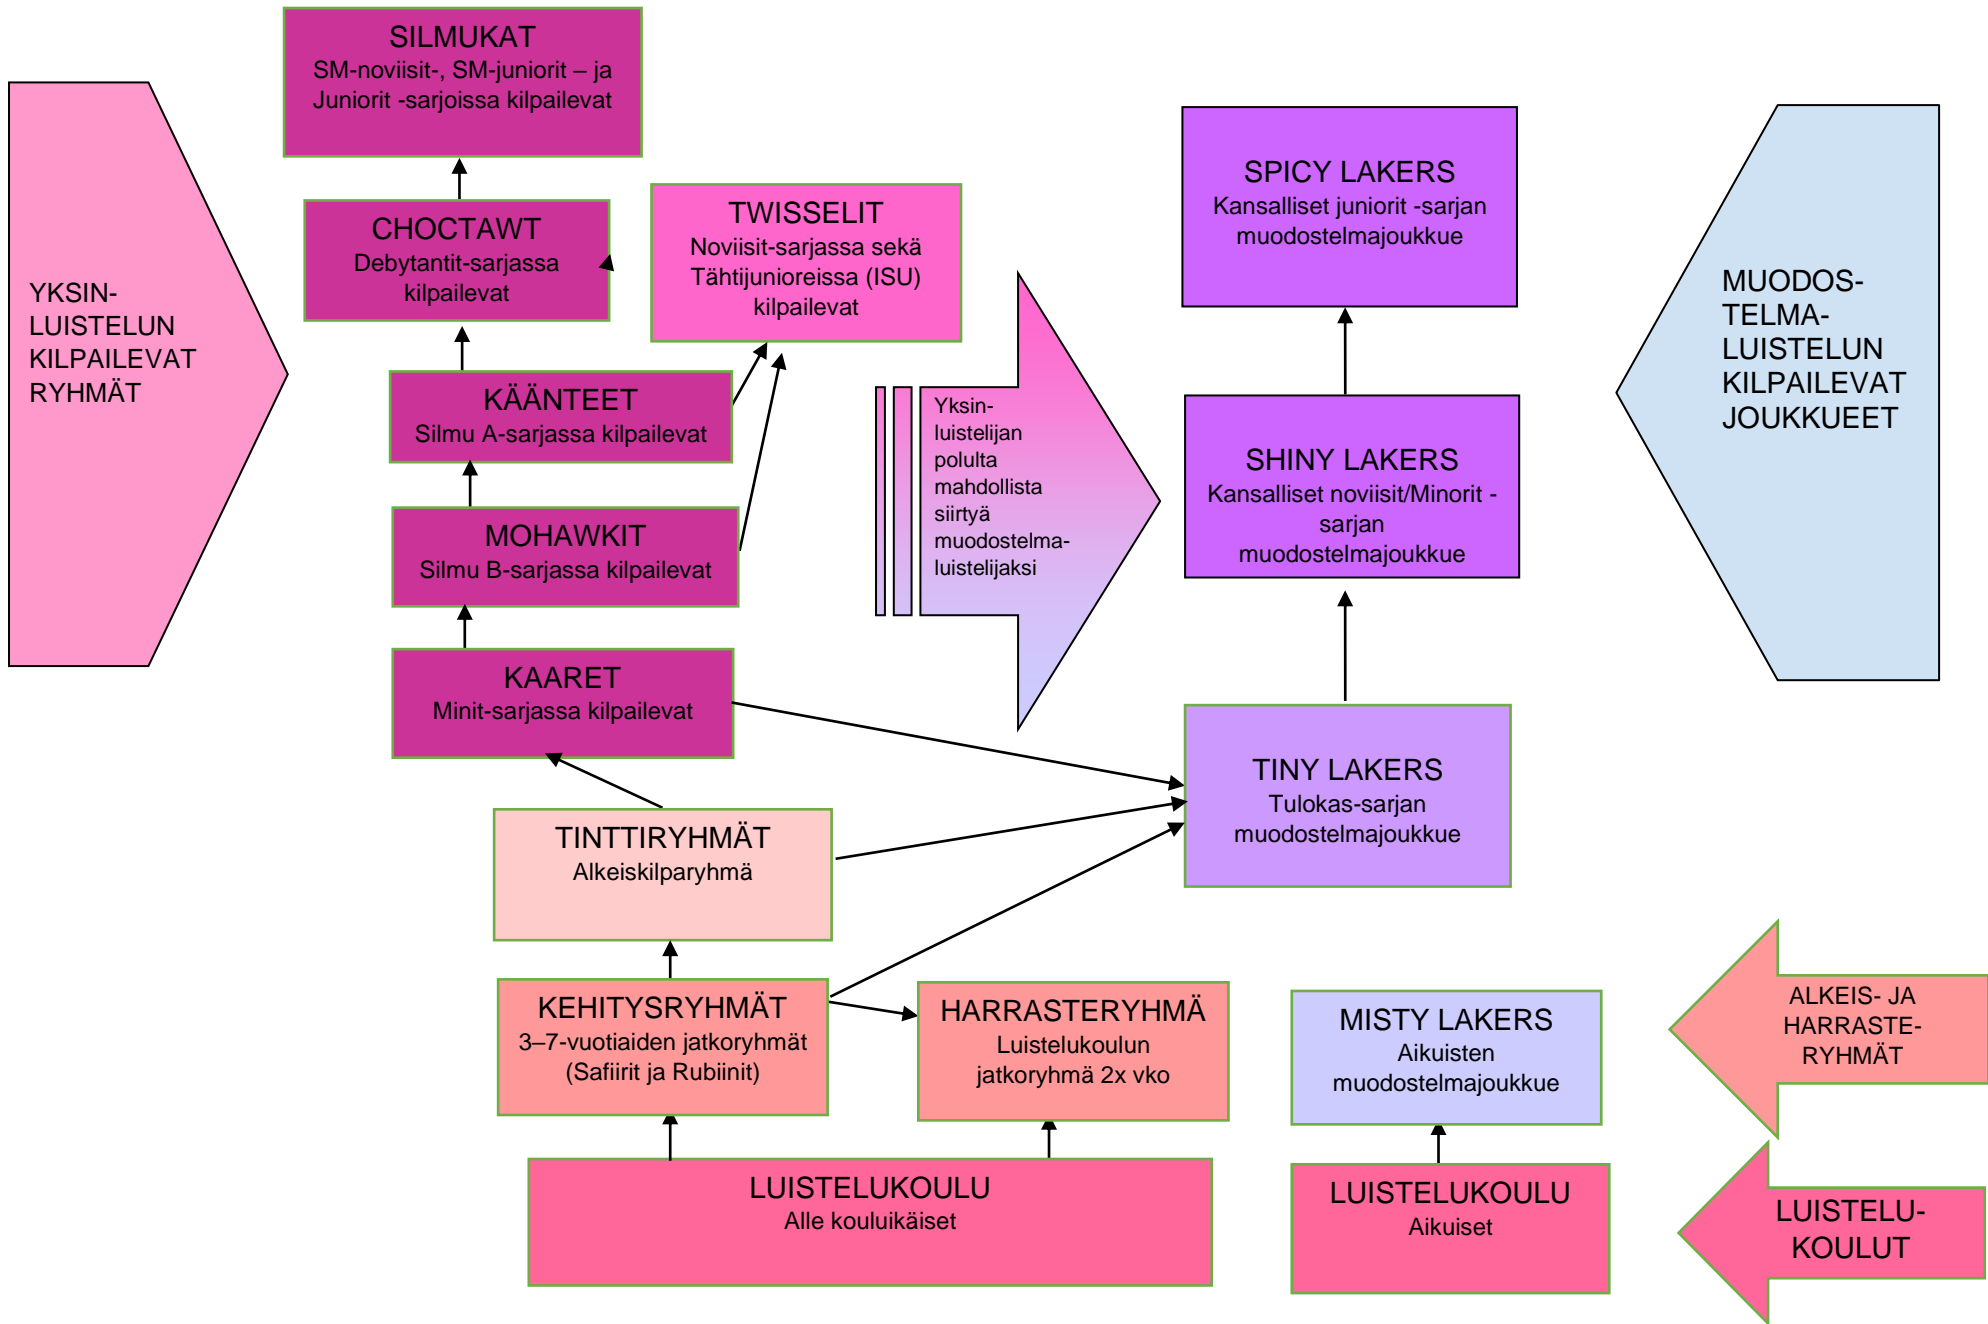 SILMUKAT
SM-noviisit-, SM-juniorit – ja
Juniorit -sarjoissa kilpailevat
YKSIN-
LUISTELUN
KILPAILEVAT
RYHMÄT
CHOCTAWT
Debytantit-sarjassa
kilpailevat
TWISSELIT
Noviisit-sarjassa sekä
Tähtijunioreissa (ISU)
kilpailevat
SPICY LAKERS
Kansalliset juniorit -sarjan
muodostelmajoukkue
MUODOS-
TELMA-
LUISTELUN
KILPAILEVAT
JOUKKUEET
KÄÄNTEET
Silmu A-sarjassa kilpailevat
Yksin-
luistelijan
polulta
mahdollista
siirtyä
muodostelma-
luistelijaksi
SHINY LAKERS
Kansalliset noviisit/Minorit -
sarjan
muodostelmajoukkue
MOHAWKIT
Silmu B-sarjassa kilpailevat
KAARET
Minit-sarjassa kilpailevat
TINY LAKERS
Tulokas-sarjan
muodostelmajoukkue
TINTTIRYHMÄT
Alkeiskilparyhmä
KEHITYSRYHMÄT
3–7-vuotiaiden jatkoryhmät
(Safiirit ja Rubiinit)
HARRASTERYHMÄ
Luistelukoulun
jatkoryhmä 2x vko
MISTY LAKERS
Aikuisten
muodostelmajoukkue
ALKEIS- JA
HARRASTE-
RYHMÄT
LUISTELUKOULU
Alle kouluikäiset
LUISTELUKOULU
Aikuiset
LUISTELU-
KOULUT